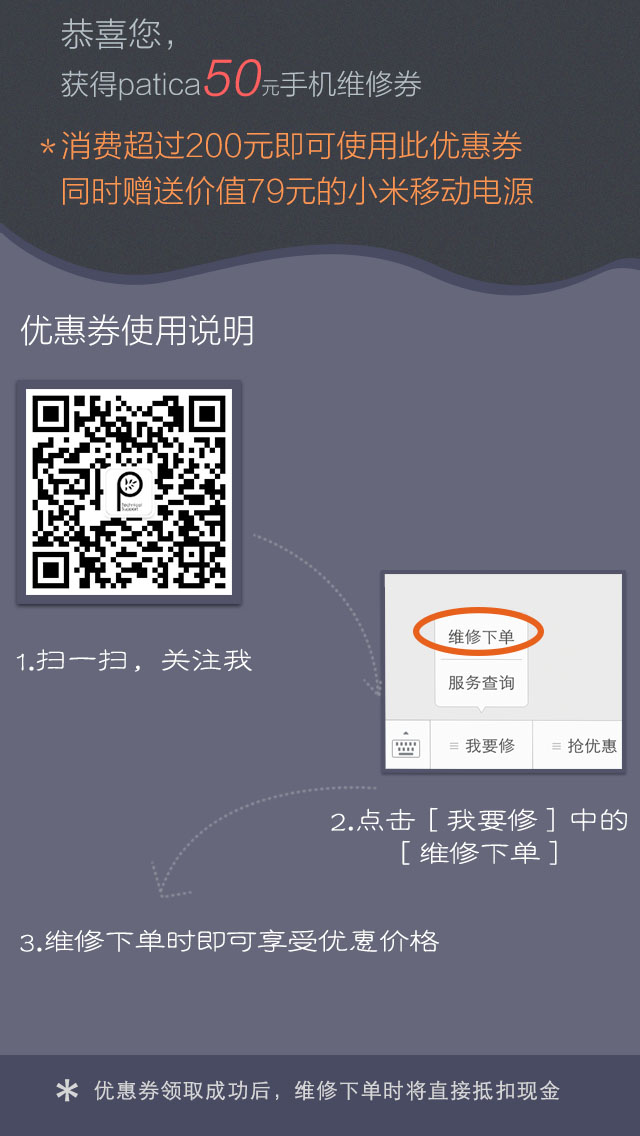 恭喜您，
获得patica50元手机维修券
*消费超过200元即可使用此优惠券
同时赠送价值79元的小米移动电源
优惠券使用说明
P
Technical
Support
1.扫一扫，关注我
维修下单
服务查询
≡ 我要修
≡ 抢优惠
2.点击［我要修］中的
［维修下单］
3.维修下单时即可享受优惠价格
* 优惠券领取成功后，维修下单时将直接抵扣现金